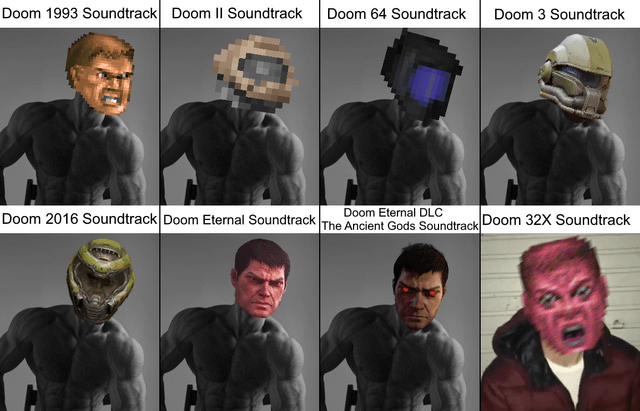 Doom 1993 Soundtrack
Doom II Soundtrack
Doom 64 Soundtrack
Doom 3 Soundtrack
Doom 2016 Soundtrack
Doom Eternal Soundtrack
Doom Eternal DLC
The Ancient Gods Soundtrack
Doom 32X Soundtrack